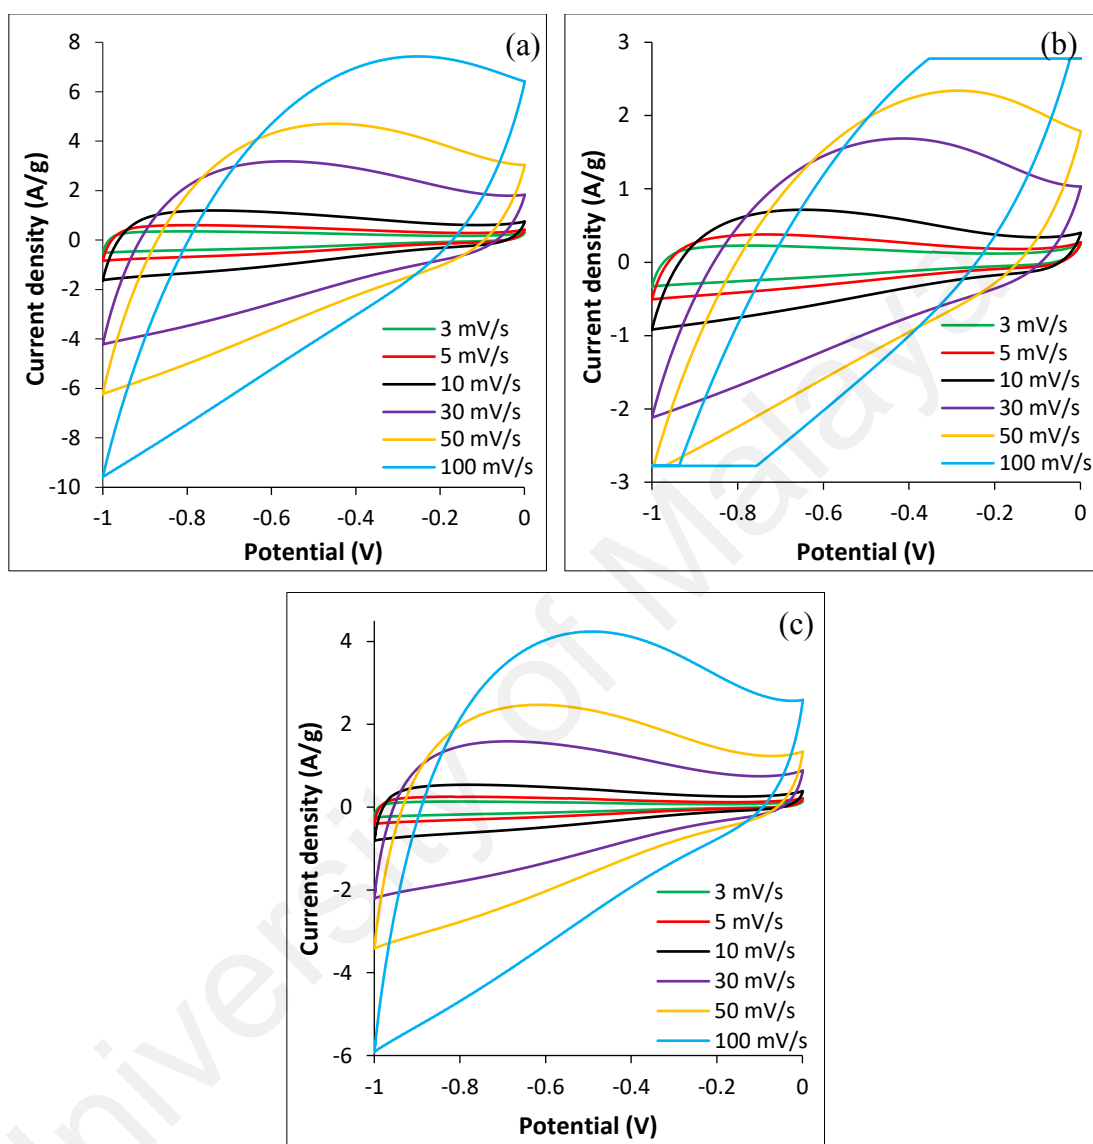 (a)
Current density (A/g)
8
6
4
2
0
-2
-4
-6
-8
-10
-1
-0.8
-0.6
-0.4
-0.2
0
Potential (V)
3 mV/s
5 mV/s
10 mV/s
30 mV/s
50 mV/s
100 mV/s
(b)
Current density (A/g)
3
2
1
0
-1
-2
-3
-1
-0.8
-0.6
-0.4
-0.2
0
Potential (V)
3 mV/s
5 mV/s
10 mV/s
30 mV/s
50 mV/s
100 mV/s
(c)
Current density (A/g)
4
2
0
-2
-4
-6
-1
-0.8
-0.6
-0.4
-0.2
0
Potential (V)
3 mV/s
5 mV/s
10 mV/s
30 mV/s
50 mV/s
100 mV/s
University of Malaya